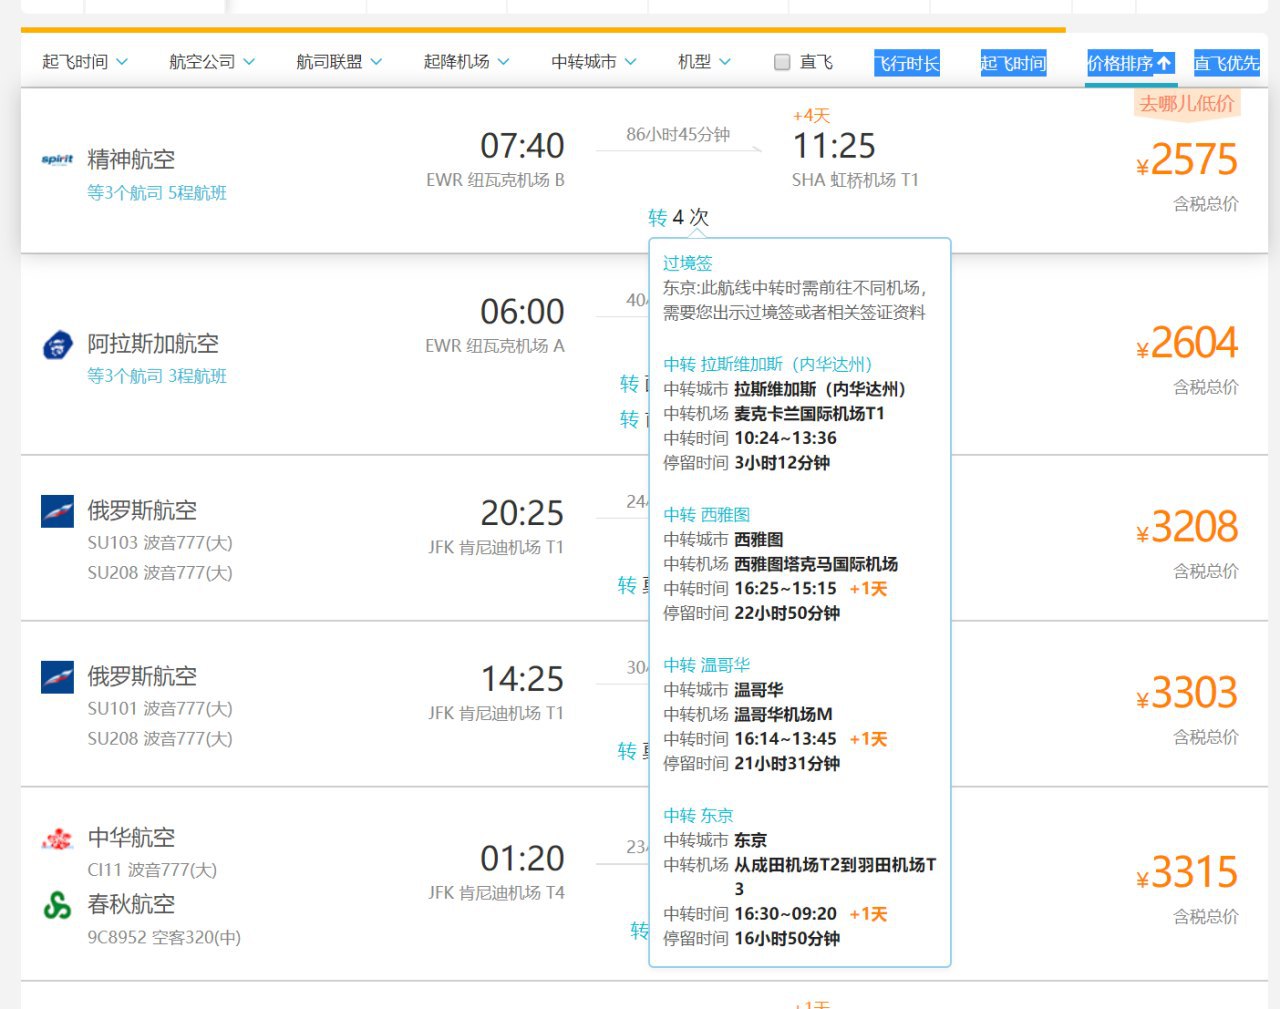 起飞时间 航空公司 航司联盟 起降机场 中转城市 机型 直飞 飞行时长 起飞时间 价格排序 直飞优先
去哪儿低价
spirit 精神航空
等3个航司 5程航班
07:40
EWR 纽瓦克机场 B
86小时45分钟
+4天
11:25
SHA 虹桥机场 T1
¥2575
含税总价
转 4 次
过境签
东京:此航线中转时需前往不同机场，
需要您出示过境签或者相关签证资料
中转 拉斯维加斯（内华达州）
中转城市 拉斯维加斯（内华达州）
中转机场 麦克卡兰国际机场T1
中转时间 10:24~13:36
停留时间 3小时12分钟
中转 西雅图
中转城市 西雅图
中转机场 西雅图塔克马国际机场
中转时间 16:25~15:15 +1天
停留时间 22小时50分钟
中转 温哥华
中转城市 温哥华
中转机场 温哥华机场M
中转时间 16:14~13:45 +1天
停留时间 21小时31分钟
中转 东京
中转城市 东京
中转机场 从成田机场T2到羽田机场T
3
中转时间 16:30~09:20 +1天
停留时间 16小时50分钟
阿拉斯加航空
等3个航司 3程航班
06:00
EWR 纽瓦克机场 A
40
转
转
¥2604
含税总价
俄罗斯航空
SU103 波音777(大)
SU208 波音777(大)
20:25
JFK 肯尼迪机场 T1
24
转
¥3208
含税总价
俄罗斯航空
SU101 波音777(大)
SU208 波音777(大)
14:25
JFK 肯尼迪机场 T1
30
转
¥3303
含税总价
中华航空
CI11 波音777(大)
春秋航空
9C8952 空客320(中)
01:20
JFK 肯尼迪机场 T4
23
转
¥3315
含税总价
+1天